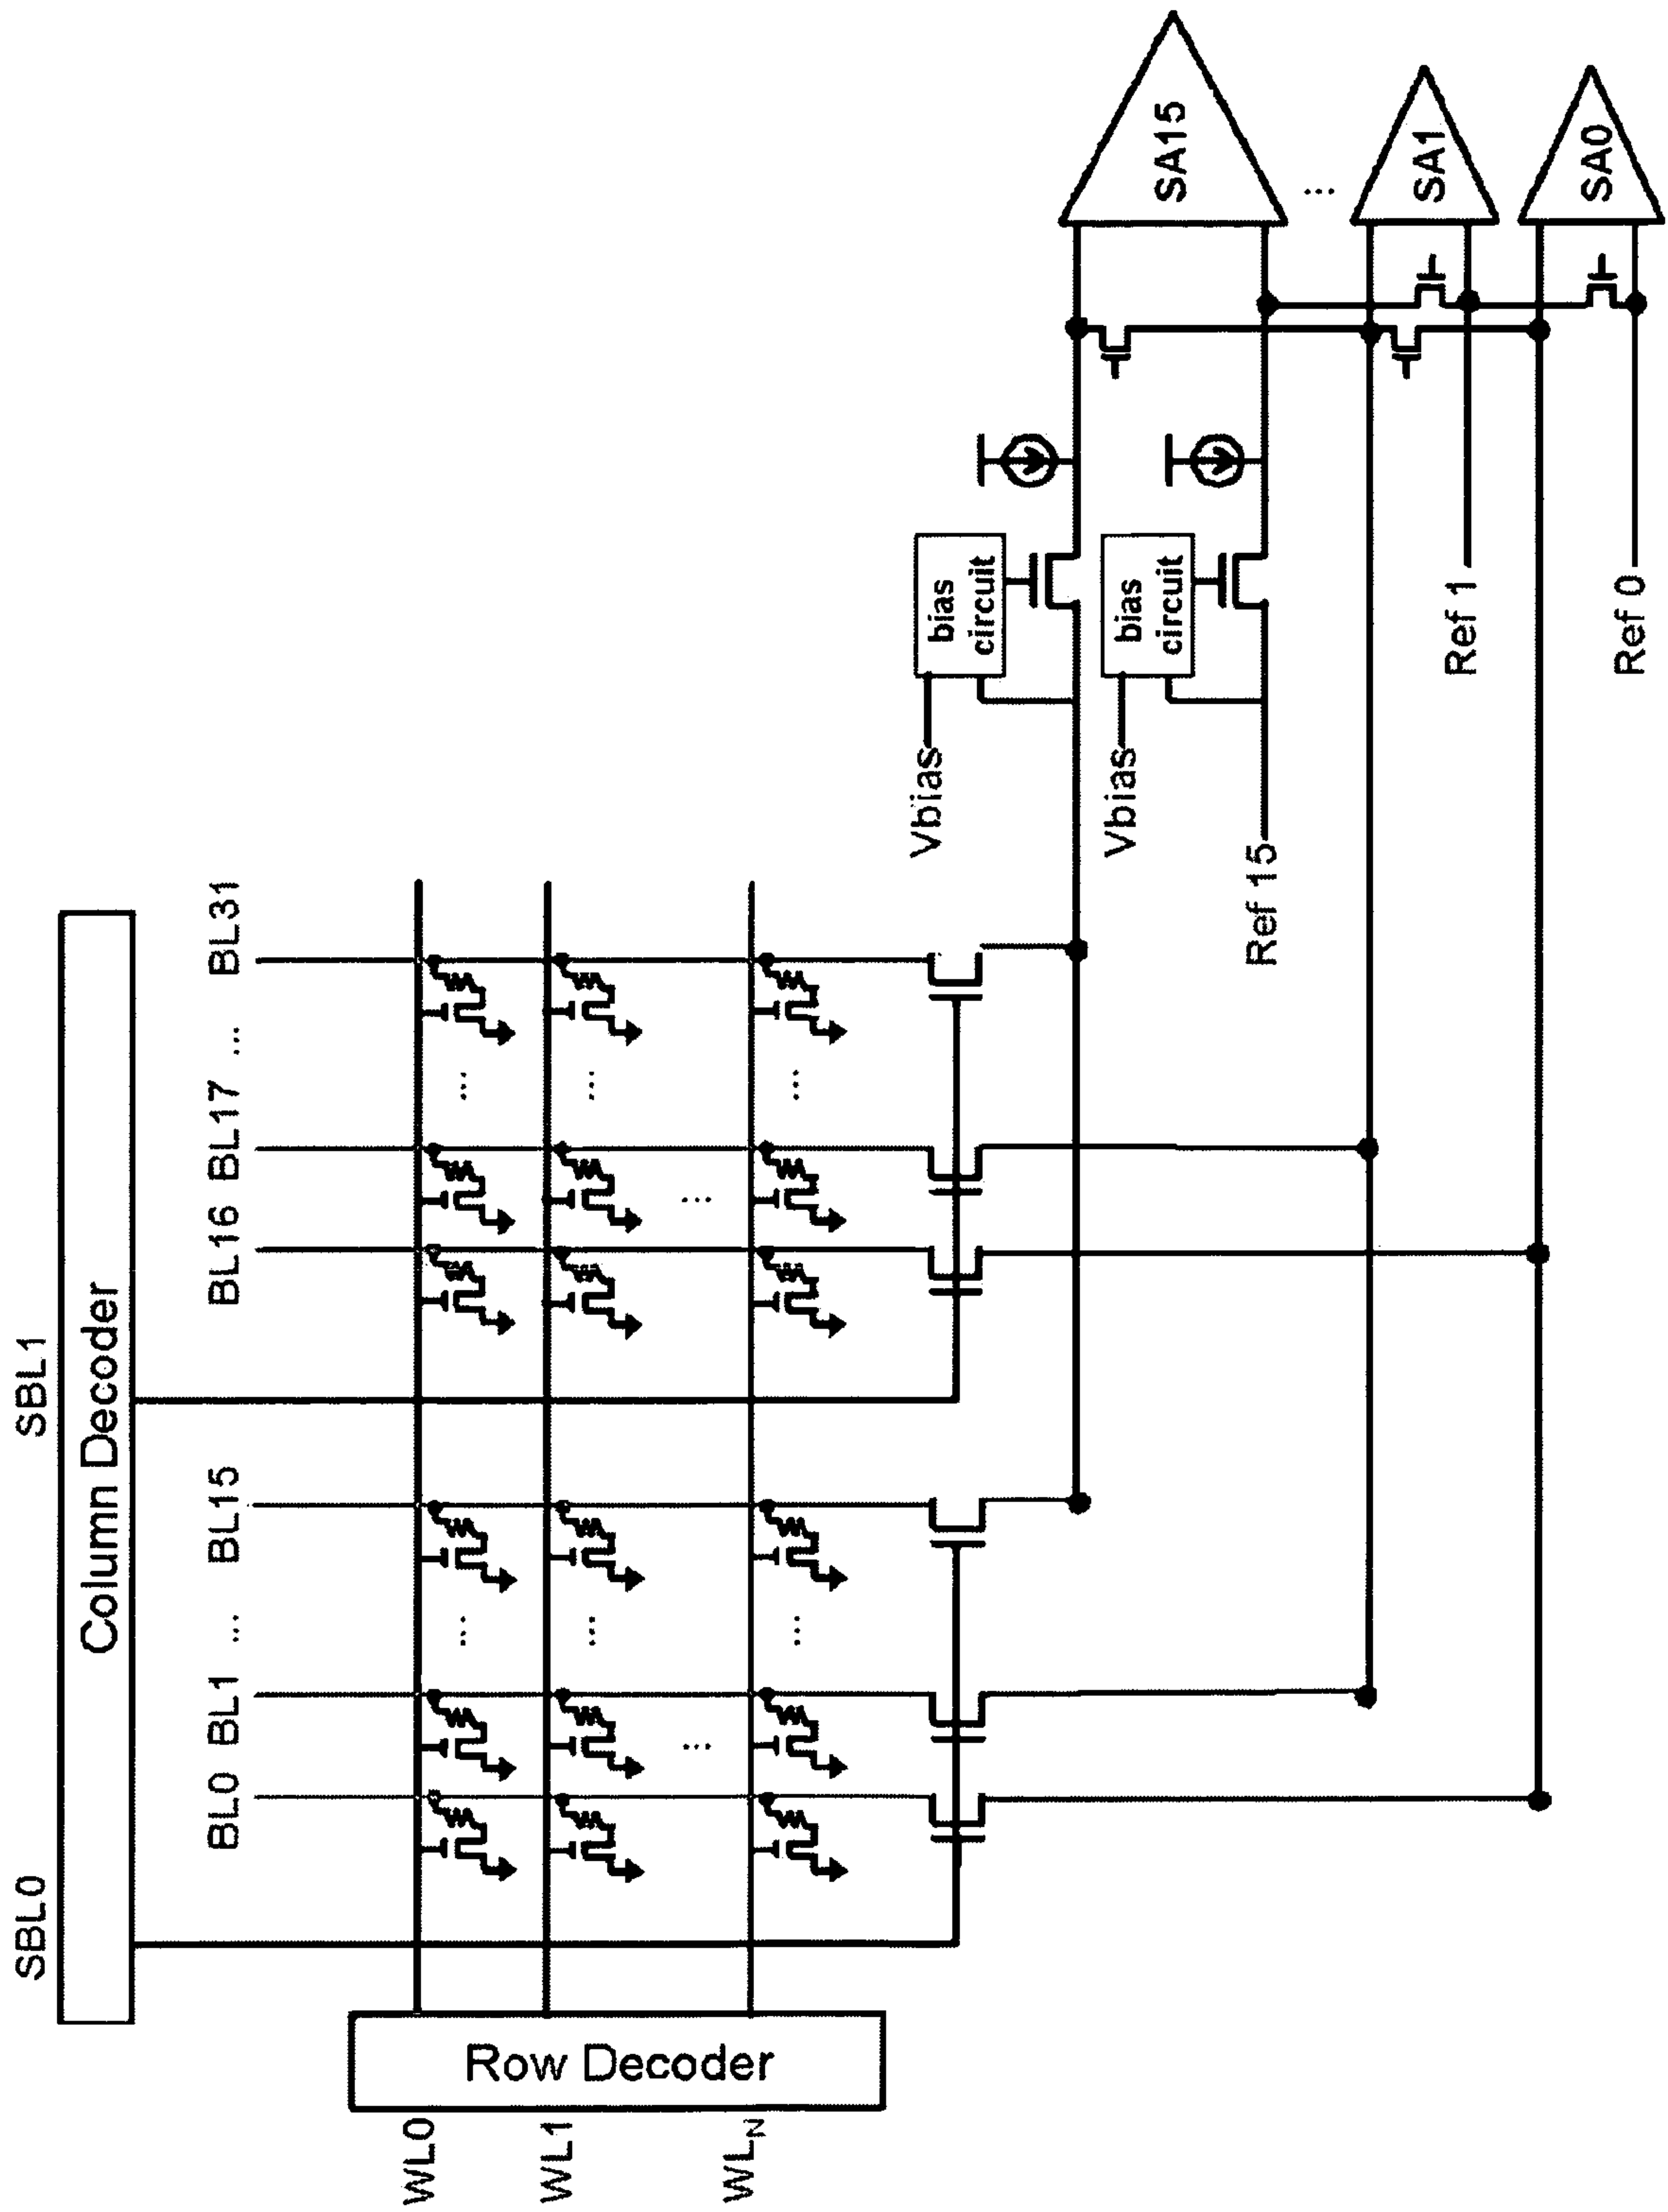 SBL0 SBL1
Column Decoder
BL0 BL1 ... BL15 BL16 BL17 ... BL31
WL0
WL1
WLN
Row Decoder
... ...
... ...
... ...
... ...
Vbias
bias
circuit
Vbias
bias
circuit
Ref 15
SA15
...
Ref 1
SA1
Ref 0
SA0